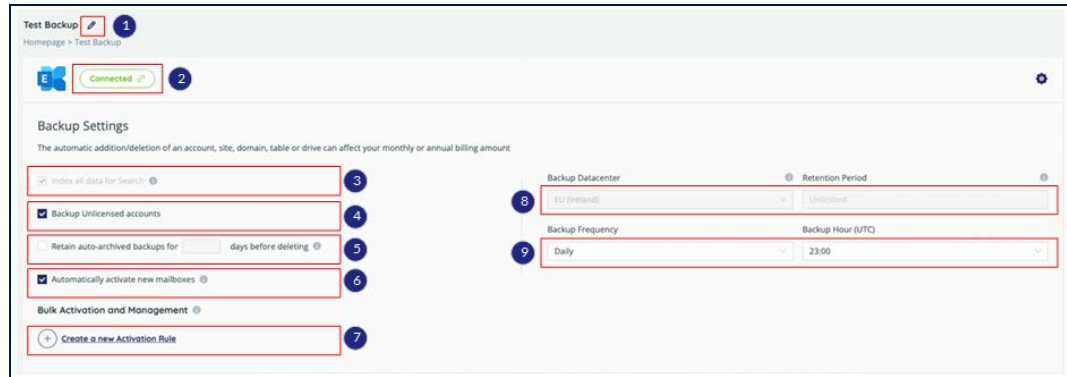 Test Backup
1
Homepage > Test Backup
E
Connected
2
Backup Settings
The automatic addition/deletion of an account, site, domain, table or drive can affect your monthly or annual billing amount
Index all data for Search
3
Backup Unlicensed accounts
4
Retain auto-archived backups for days before deleting
5
Automatically activate new mailboxes
6
Bulk Activation and Management
Create a new Activation Rule
7
Backup Datacenter
Retention Period
8
EU (Ireland)
Unlimited
Backup Frequency
Backup Hour (UTC)
9
Daily
23:00